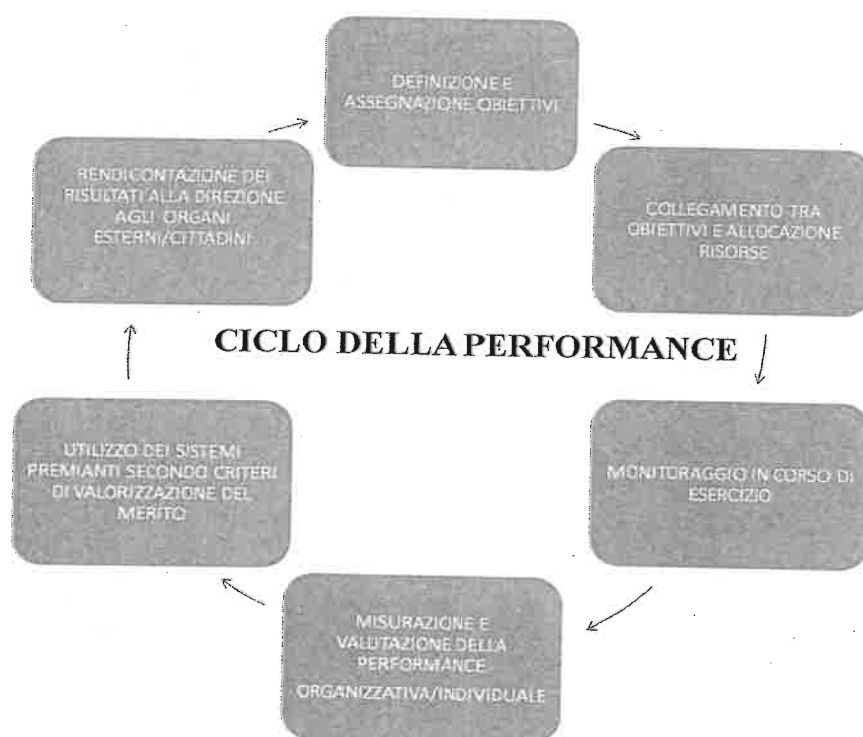 DEFINIZIONE E
ASSEGNAZIONE OBIETTIVI
COLLEGAMENTO TRA
OBIETTIVI E ALLOCAZIONE
RISORSE
MONITORAGGIO IN CORSO DI
ESERCIZIO
MISURAZIONE E
VALUTAZIONE DELLA
PERFORMANCE
ORGANIZZATIVA/INDIVIDUALE
UTILIZZO DEI SISTEMI
PREMIANTI SECONDO CRITERI
DI VALORIZZAZIONE DEL
MERITO
RENDICONTAZIONE DEI
RISULTATI ALLA DIREZIONE
AGLI ORGANI
ESTERNI/CITTADINI
CICLO DELLA PERFORMANCE